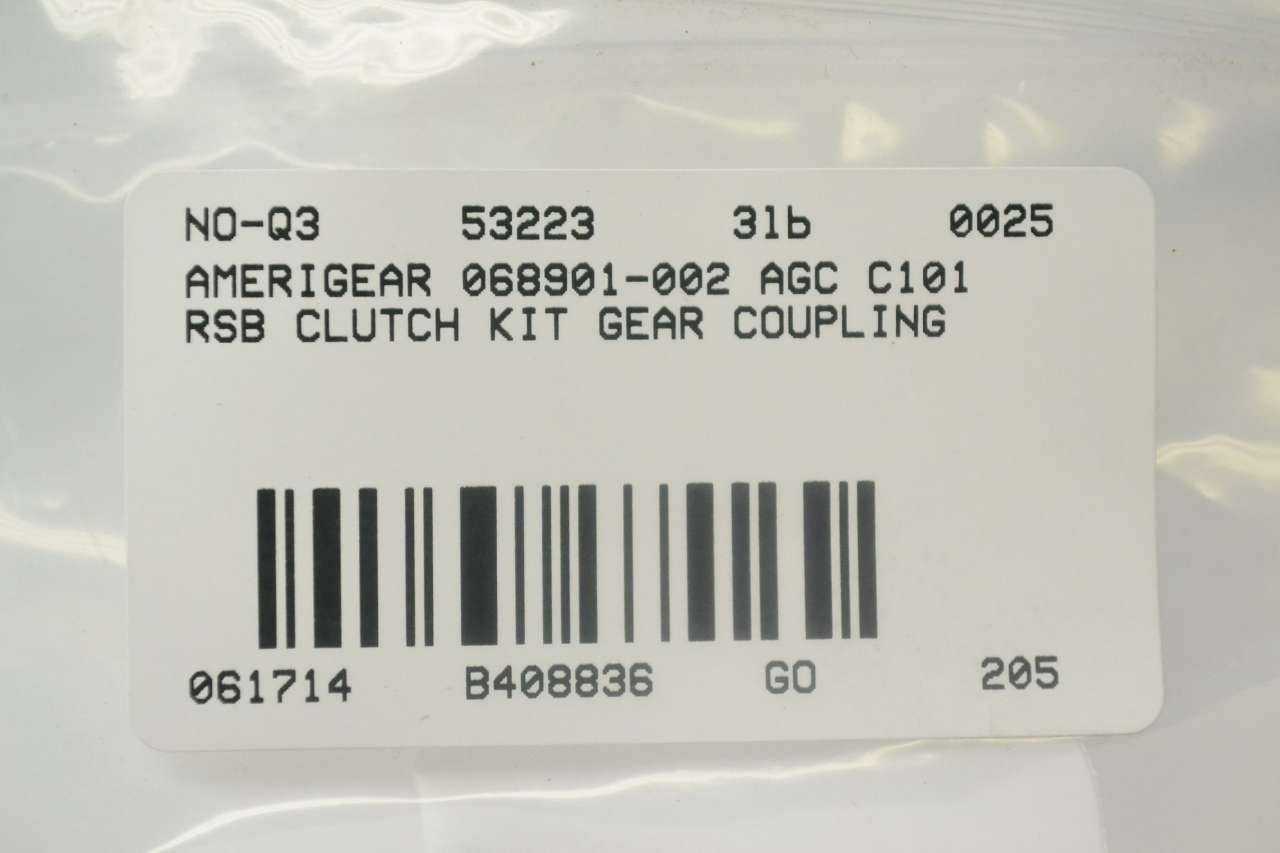 NO-Q3 53223 3lb 0025
AMERIGEAR 068901-002 AGC C101
RSB CLUTCH KIT GEAR COUPLING
061714 B408836 GO 205